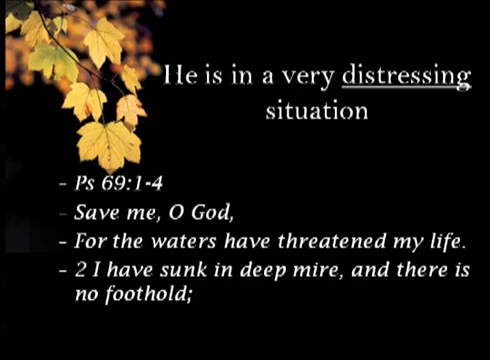 He is in a very distressing
situation
- Ps 69:1-4
- Save me, O God,
- For the waters have threatened my life.
- 2 I have sunk in deep mire, and there is
no foothold;